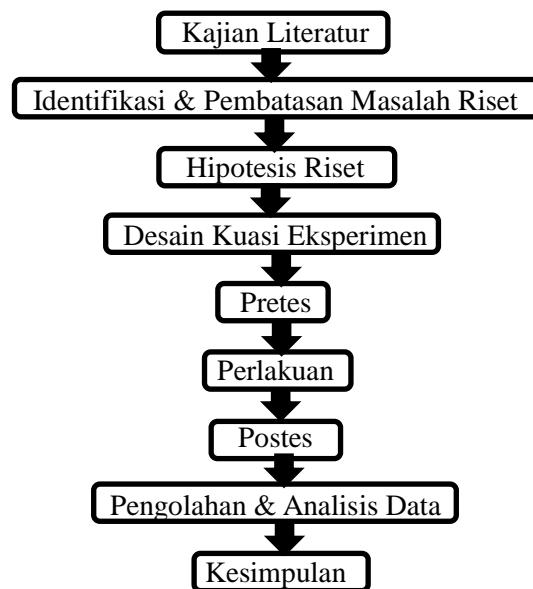 Kajian Literatur
Identifikasi & Pembatasan Masalah Riset
Hipotesis Riset
Desain Kuasi Eksperimen
Pretes
Perlakuan
Postes
Pengolahan & Analisis Data
Kesimpulan